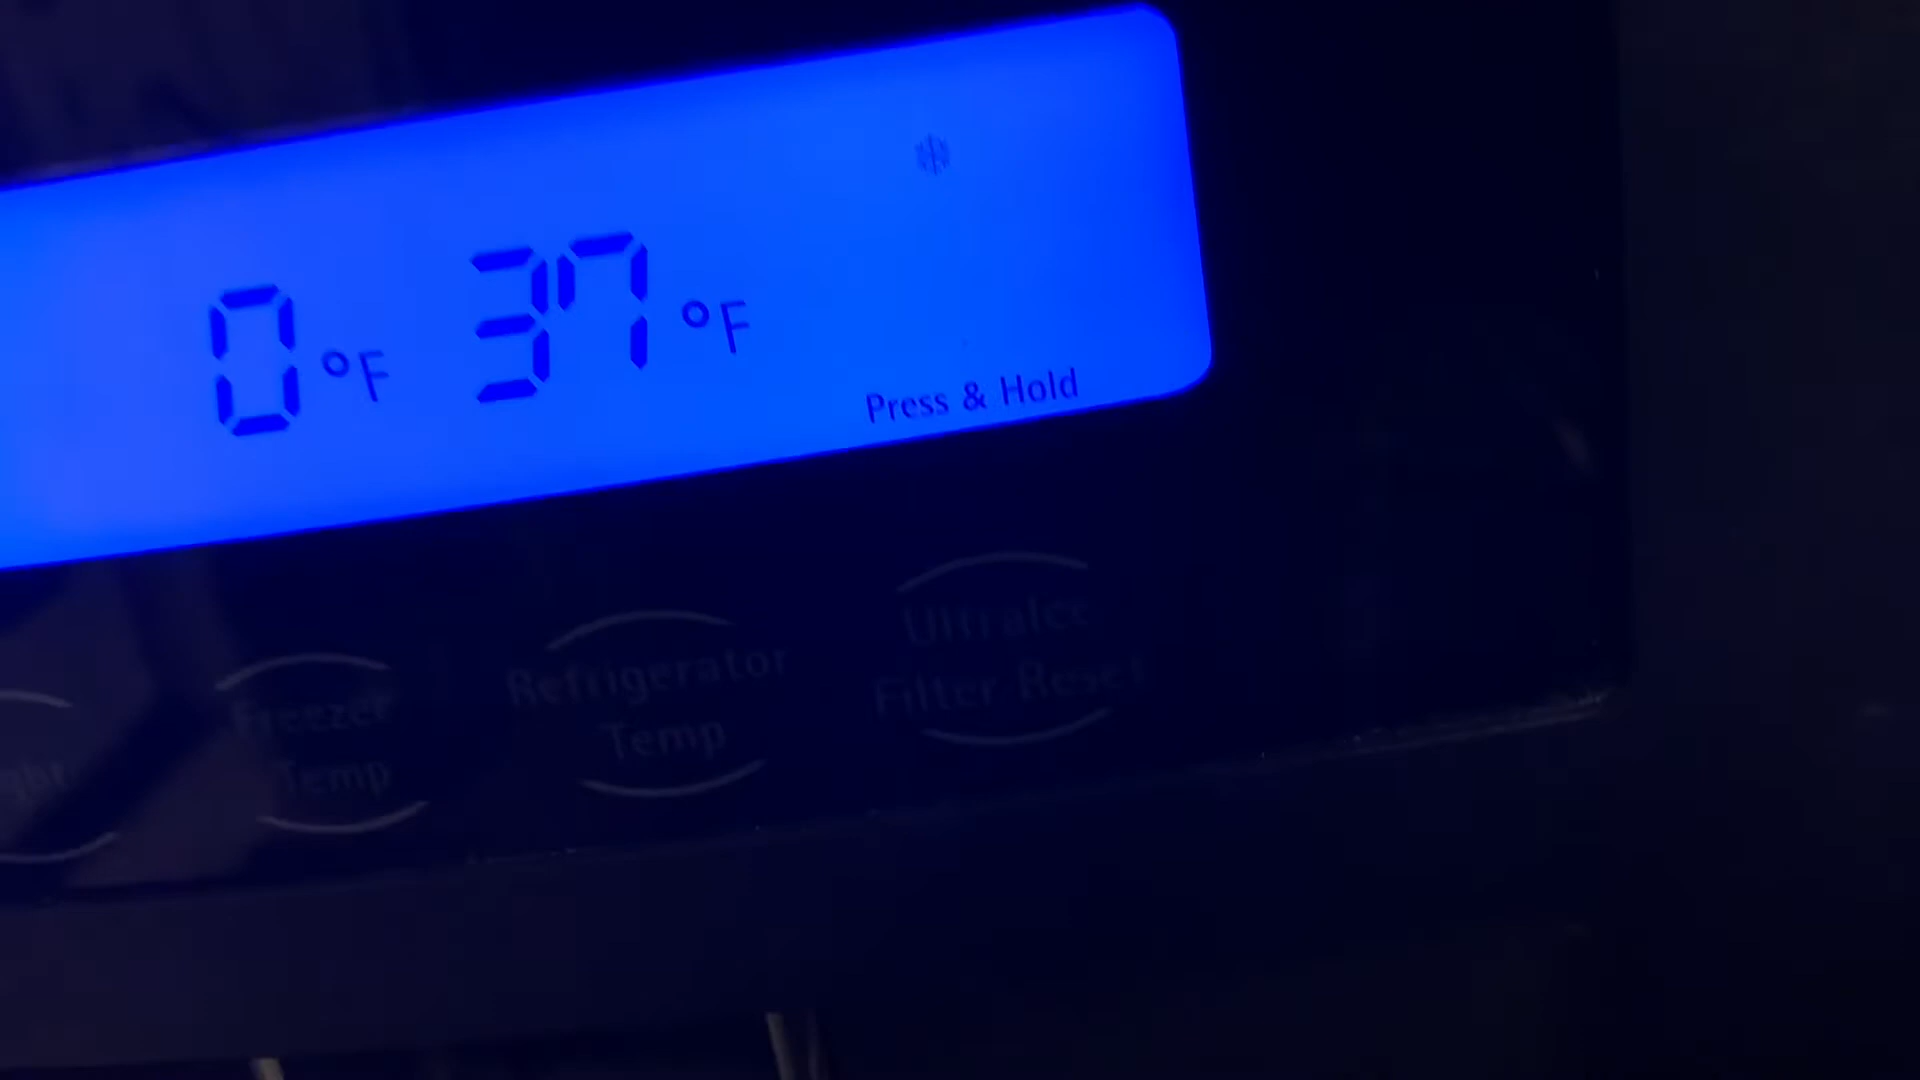 0 °F 37 °F
Press & Hold
UltraIce
Refrigerator
Filter Reset
Freezer
Temp
Temp